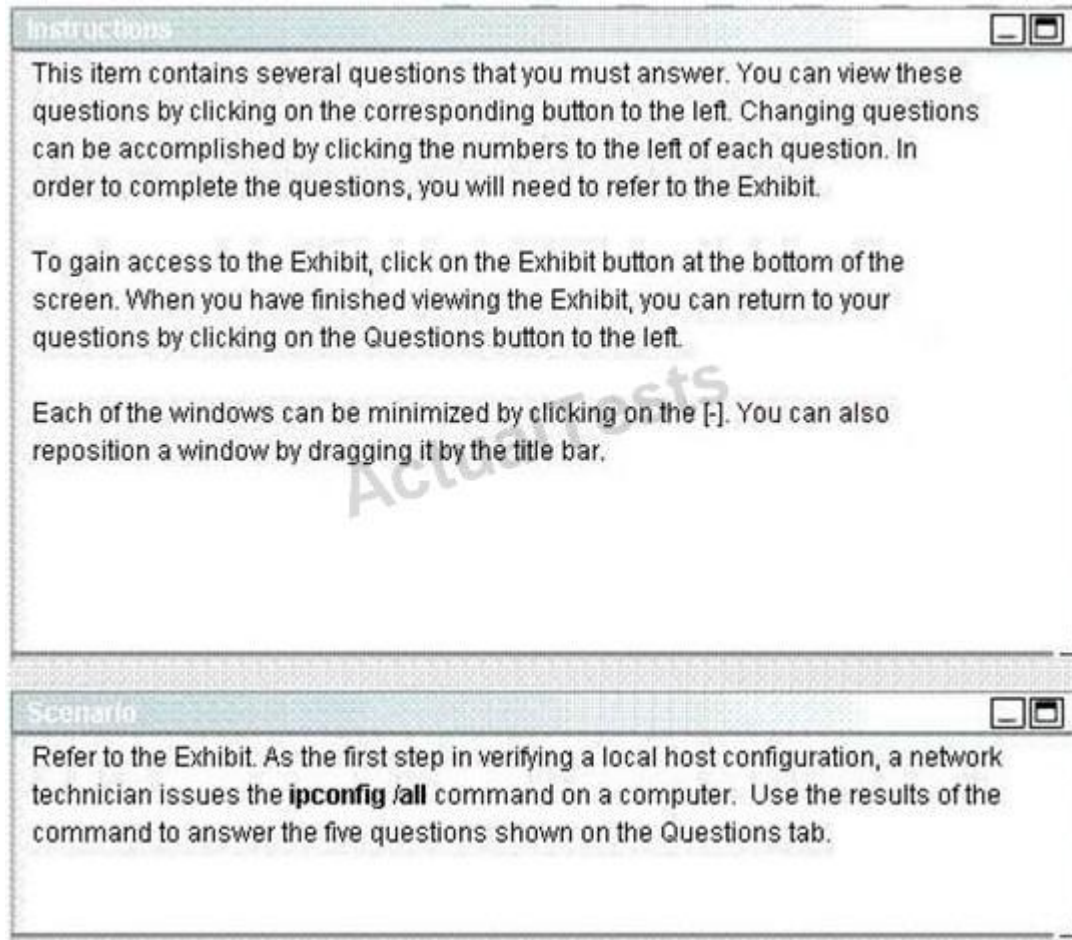 Instructions
This item contains several questions that you must answer. You can view these
questions by clicking on the corresponding button to the left. Changing questions
can be accomplished by clicking the numbers to the left of each question. In
order to complete the questions, you will need to refer to the Exhibit.
To gain access to the Exhibit, click on the Exhibit button at the bottom of the
screen. When you have finished viewing the Exhibit, you can return to your
questions by clicking on the Questions button to the left.
Each of the windows can be minimized by clicking on the [-]. You can also
reposition a window by dragging it by the title bar.
ActualTests
Scenario
Refer to the Exhibit. As the first step in verifying a local host configuration, a network
technician issues the ipconfig /all command on a computer. Use the results of the
command to answer the five questions shown on the Questions tab.